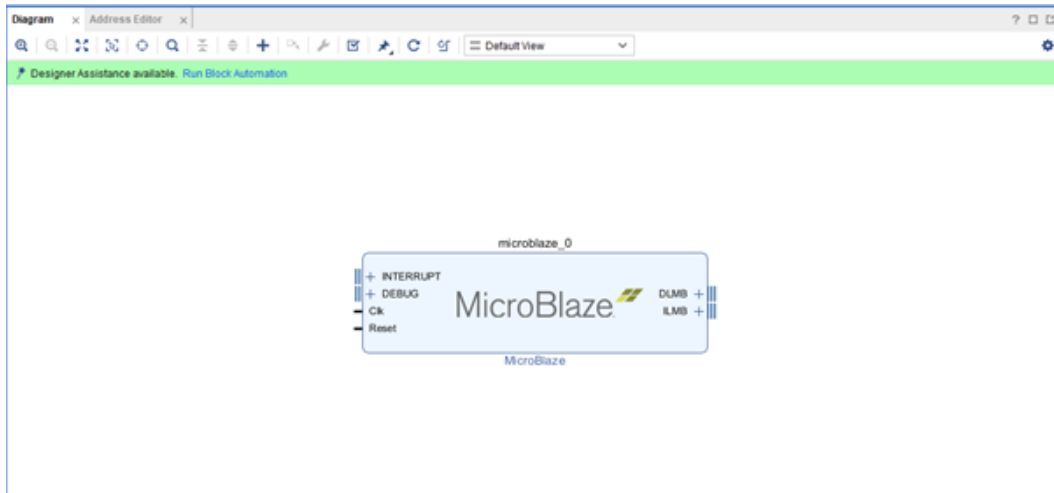 Diagram × Address Editor × ?
Default View
Designer Assistance available. Run Block Automation
microblaze_0
INTERRUPT
DEBUG
Clk
Reset
MicroBlaze
DLMB
ILMB
MicroBlaze